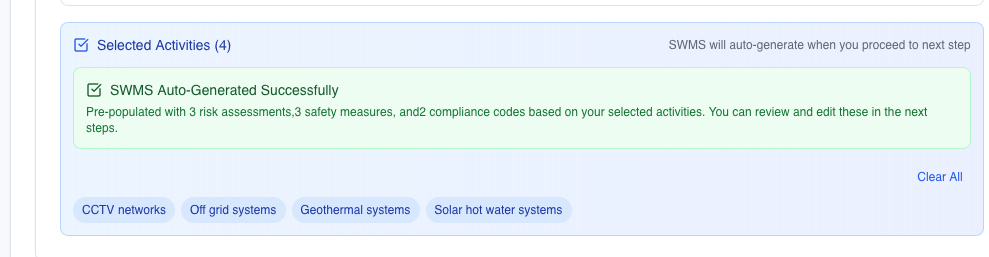 Selected Activities (4)
SWMS will auto-generate when you proceed to next step
SWMS Auto-Generated Successfully
Pre-populated with 3 risk assessments,3 safety measures, and2 compliance codes based on your selected activities. You can review and edit these in the next
steps.
Clear All
CCTV networks
Off grid systems
Geothermal systems
Solar hot water systems